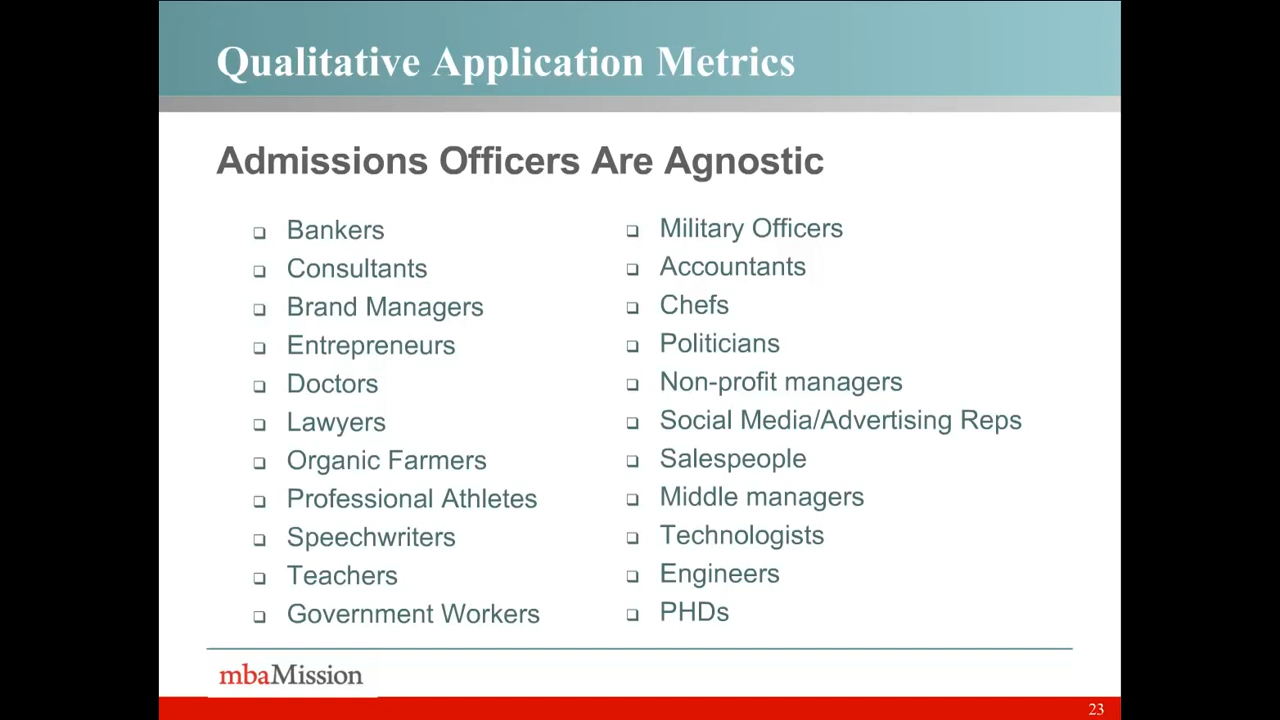 Qualitative Application Metrics
Admissions Officers Are Agnostic
Bankers
Consultants
Brand Managers
Entrepreneurs
Doctors
Lawyers
Organic Farmers
Professional Athletes
Speechwriters
Teachers
Government Workers
Military Officers
Accountants
Chefs
Politicians
Non-profit managers
Social Media/Advertising Reps
Salespeople
Middle managers
Technologists
Engineers
PHDs
mbaMission
23